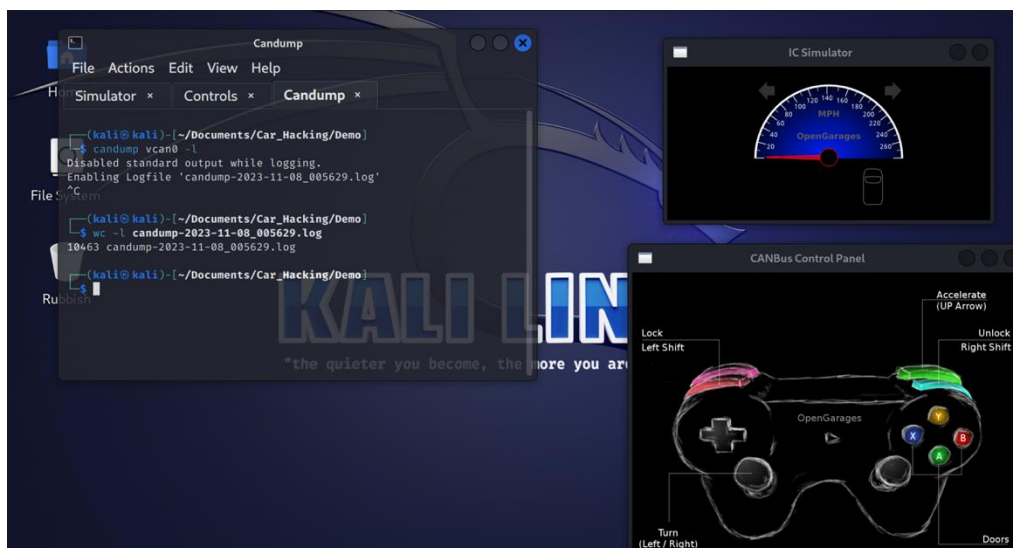 Candump
File Actions Edit View Help
Simulator × Controls × Candump ×
(kali㉿kali)-[~/Documents/Car_Hacking/Demo]
$ candump vcan0 -l
Disabled standard output while logging.
Enabling Logfile 'candump-2023-11-08_005629.log'
^C
(kali㉿kali)-[~/Documents/Car_Hacking/Demo]
$ wc -l candump-2023-11-08_005629.log
10463 candump-2023-11-08_005629.log
(kali㉿kali)-[~/Documents/Car_Hacking/Demo]
$
File System
Rubbish
KALI LIN
"the quieter you become, the more you are
IC Simulator
20 40 60 80 100 120 140 160 180 200 220 240 260
MPH
OpenGarages
CANBus Control Panel
Accelerate
(UP Arrow)
Lock
Left Shift
Unlock
Right Shift
OpenGarages
Y
X
B
A
Turn
(Left / Right)
Doors